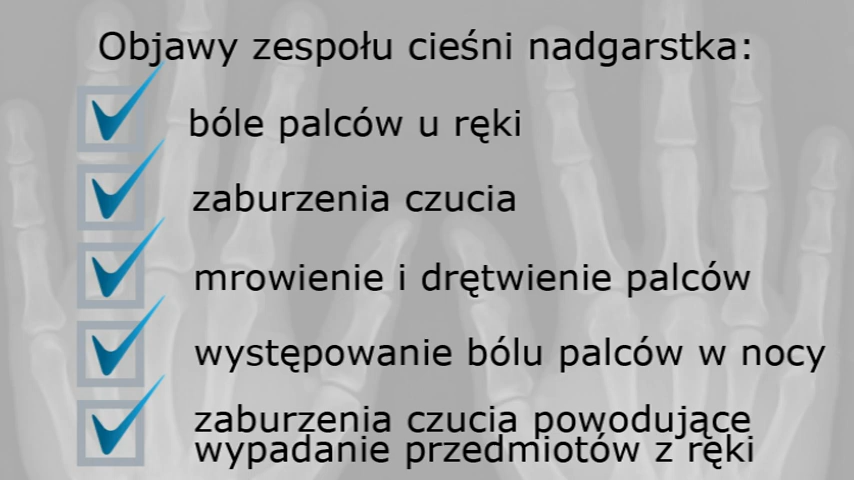 Objawy zespołu cieśni nadgarstka:
bóle palców u ręki
zaburzenia czucia
mrowienie i drętwienie palców
występowanie bólu palców w nocy
zaburzenia czucia powodujące
wypadanie przedmiotów z ręki